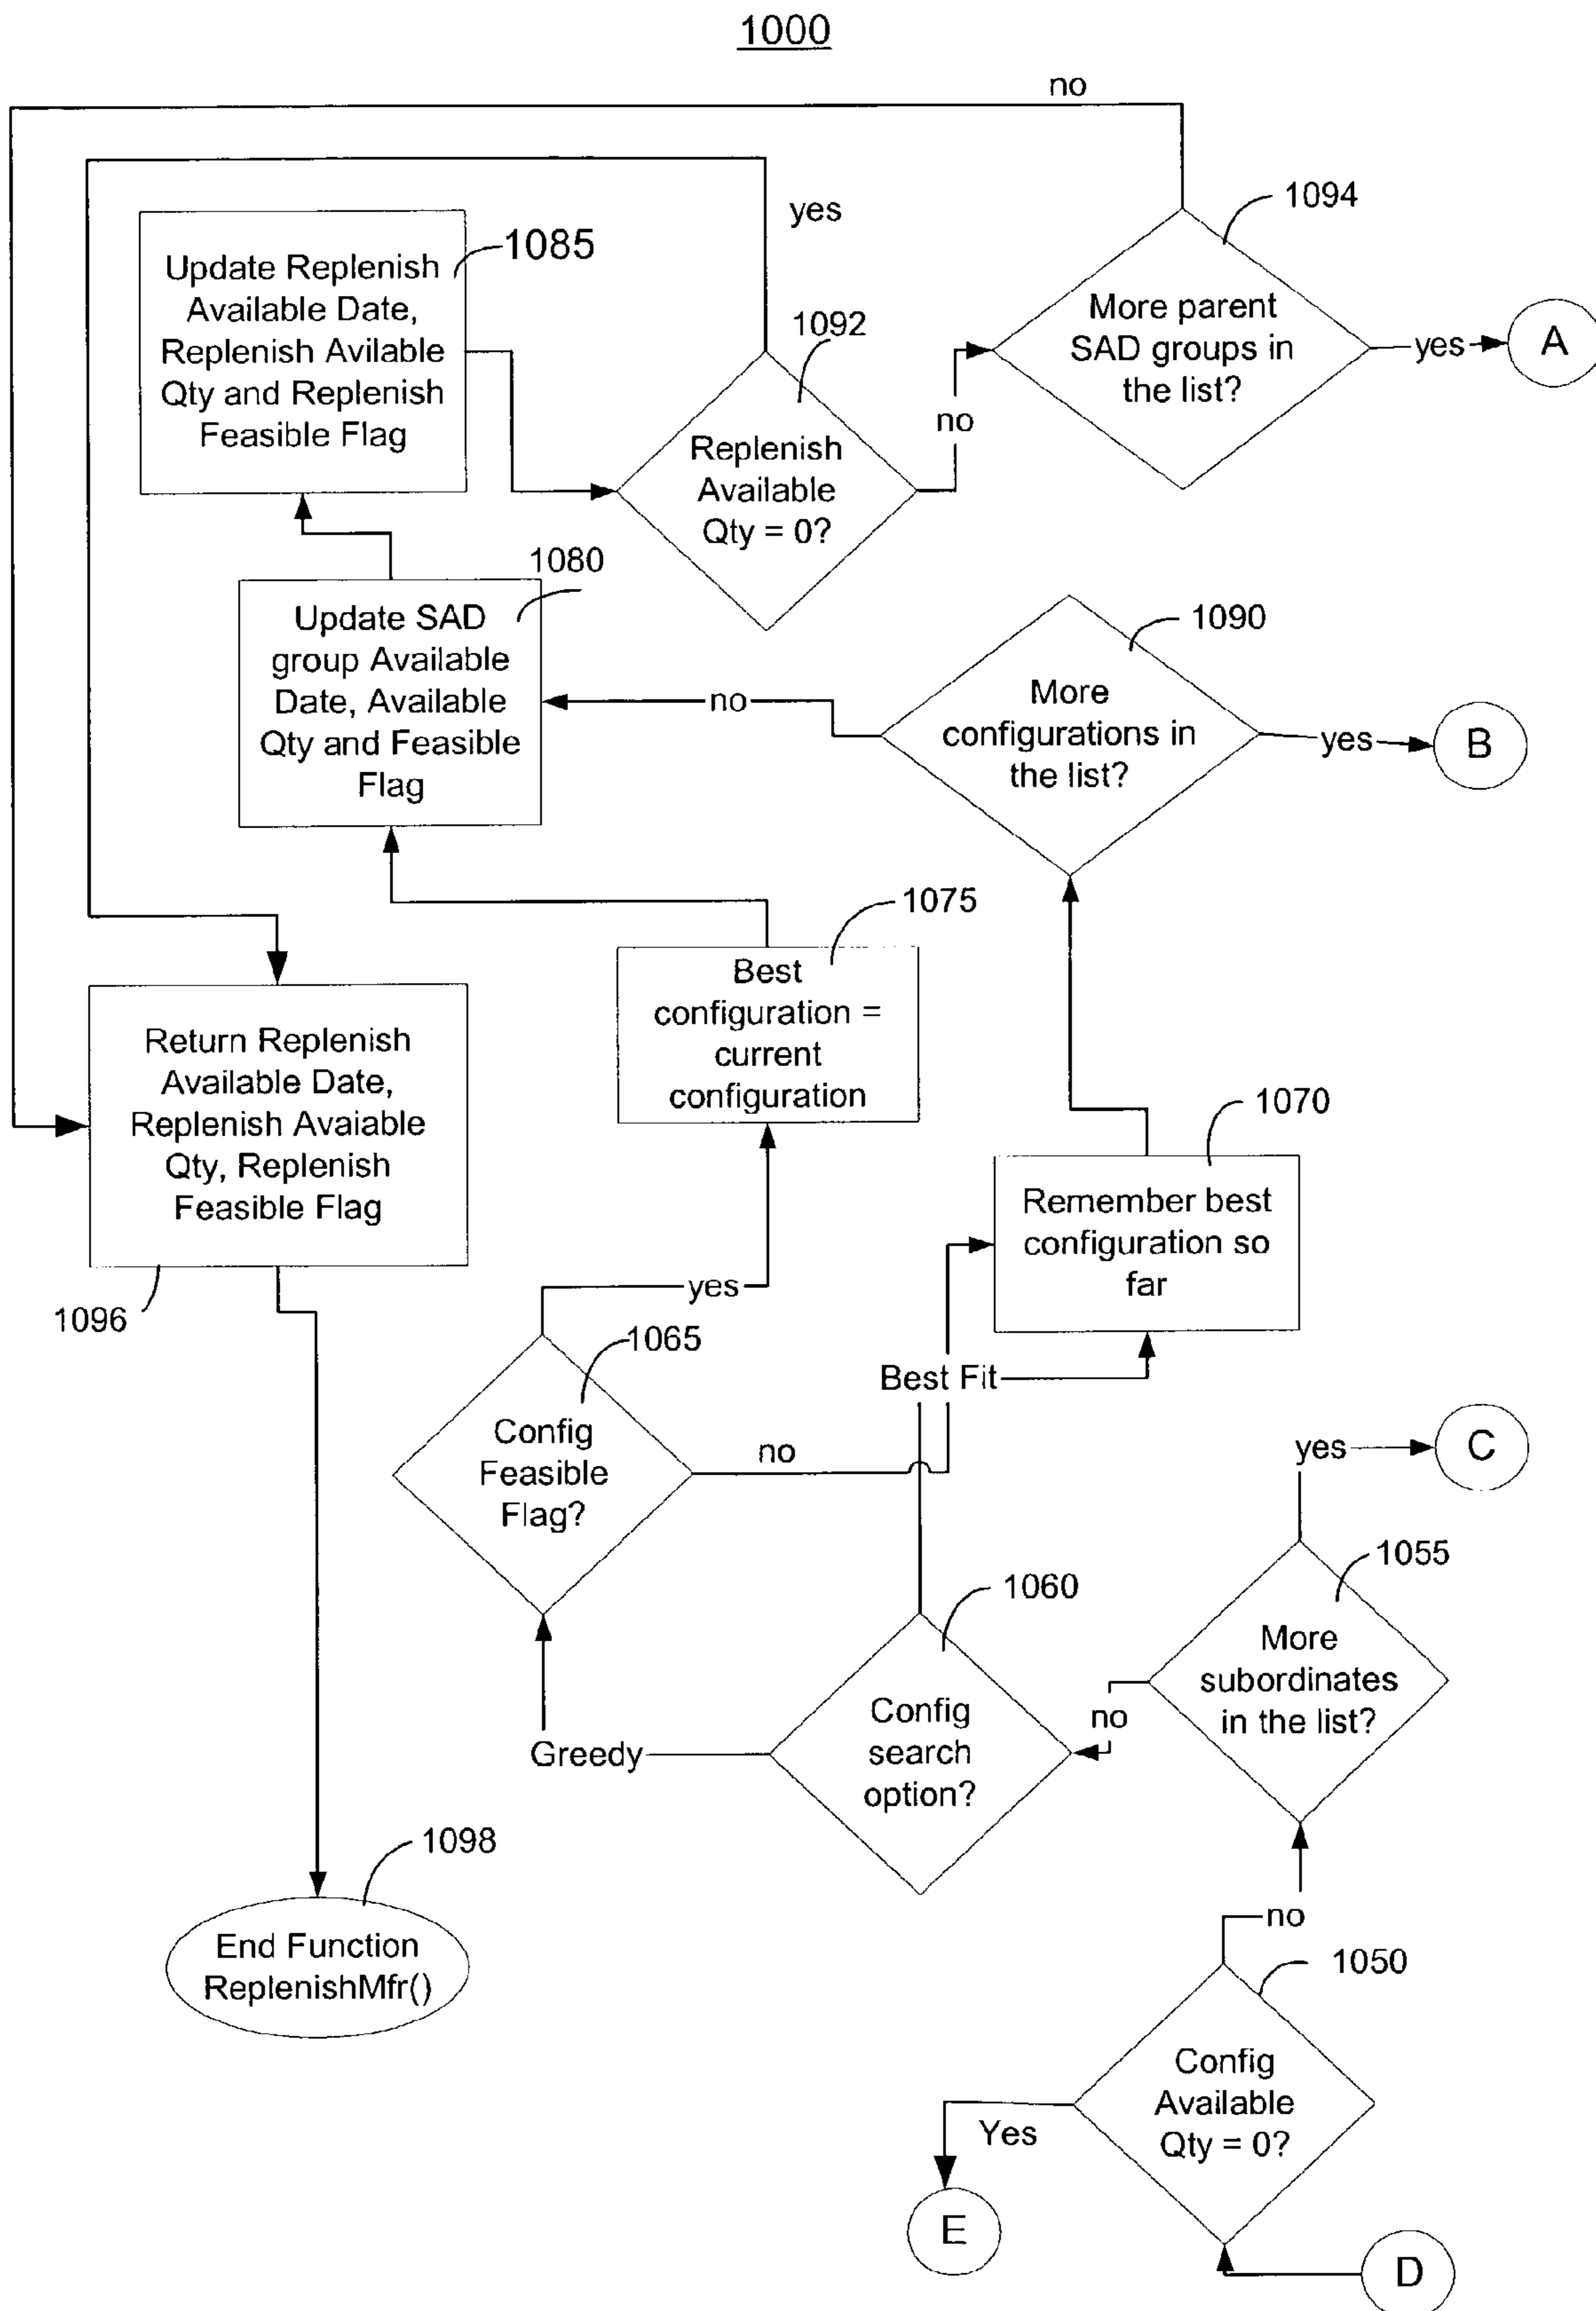 1000
no
1094
yes
1085
Update Replenish
Available Date,
Replenish Avilable
Qty and Replenish
Feasible Flag
1092
More parent
SAD groups in
the list?
yes
A
no
Replenish
Available
Qty = 0?
1080
Update SAD
group Available
Date, Available
Qty and Feasible
Flag
1090
no
More
configurations in
the list?
yes
B
1075
Best
configuration =
current
configuration
Return Replenish
Available Date,
Replenish Avaiable
Qty, Replenish
Feasible Flag
1070
Remember best
configuration so
far
yes
1096
1065
Best Fit
Config
Feasible
Flag?
no
yes
C
1055
1060
More
subordinates
in the list?
Config
search
option?
no
Greedy
1098
no
End Function
ReplenishMfr()
1050
Config
Available
Qty = 0?
Yes
E
D